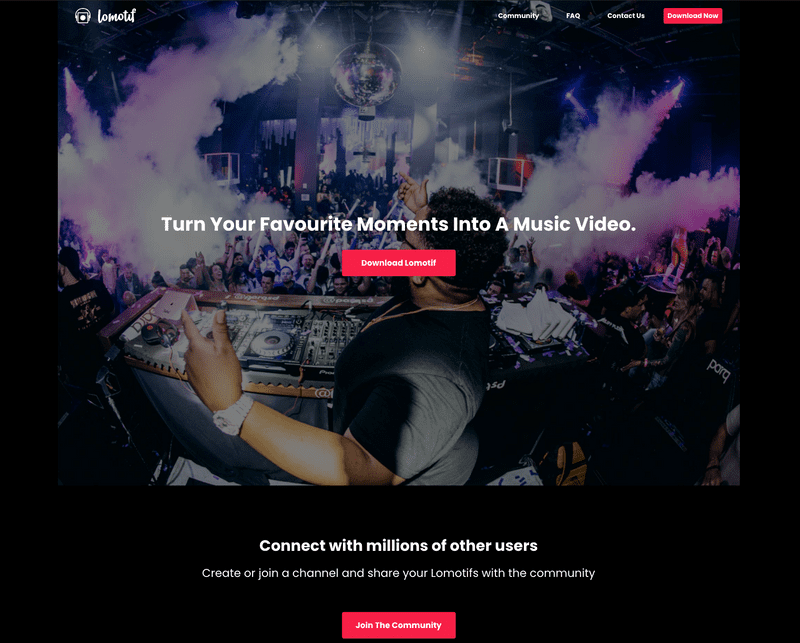 lomotif
Community FAQ Contact Us Download Now
Turn Your Favourite Moments Into A Music Video.
Download Lomotif
parq
Connect with millions of other users
Create or join a channel and share your Lomotifs with the community
Join The Community